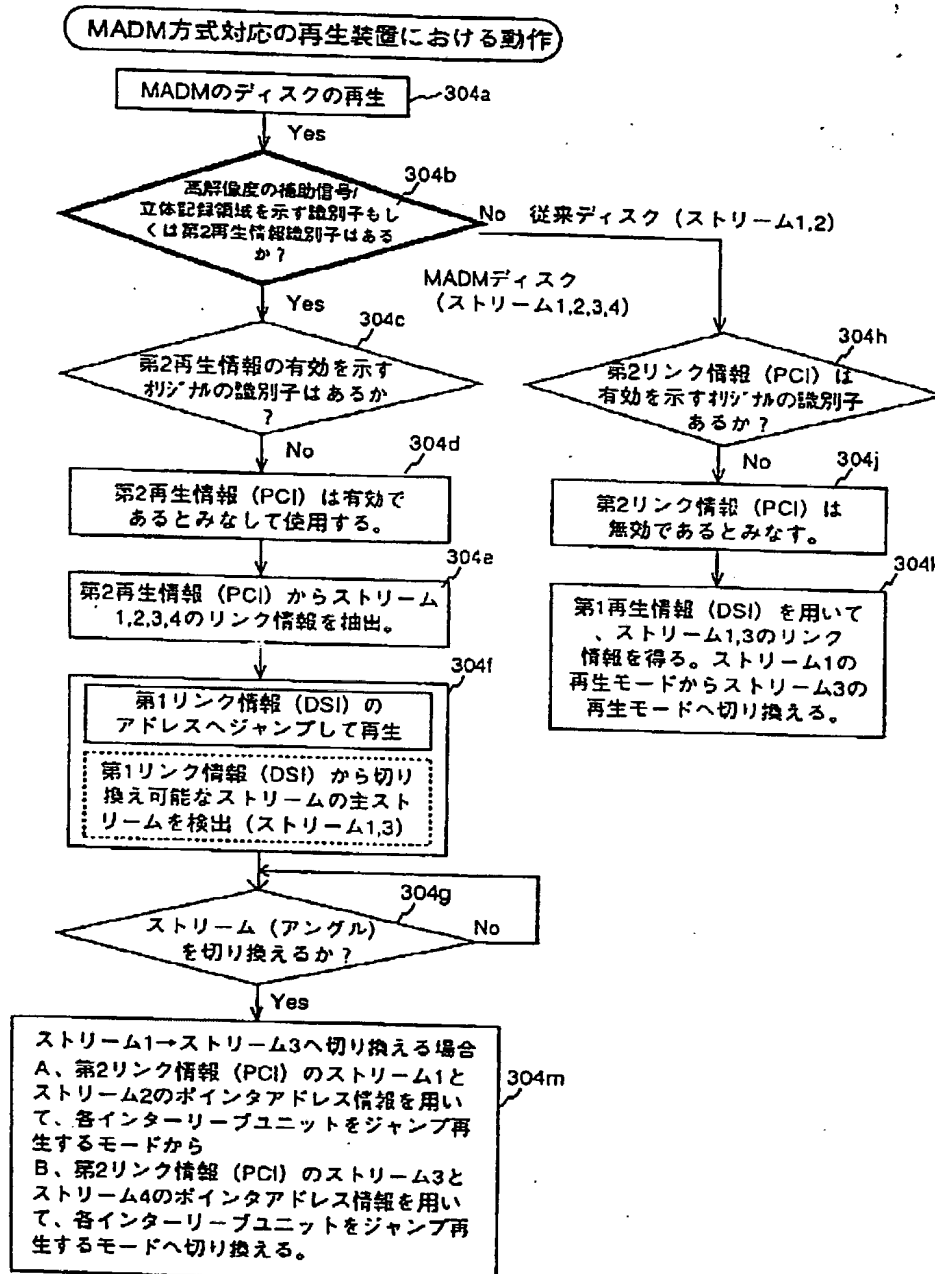 MADM方式対応の再生装置における動作
MADMのディスクの再生
304a
Yes
304b
高解像度の補助信号/
立体記録領域を示す識別子もし
くは第2再生情報識別子はある
か？
No 従来ディスク（ストリーム1,2）
MADMディスク
（ストリーム1,2,3,4）
Yes
304c
第2再生情報の有効を示す
オリジナルの識別子はあるか
？
304h
第2リンク情報（PCI）は
有効を示すオリジナルの識別子
あるか？
No
304d
第2再生情報（PCI）は有効で
あるとみなして使用する。
No
304j
第2リンク情報（PCI）は
無効であるとみなす。
304e
第2再生情報（PCI）からストリーム
1,2,3,4のリンク情報を抽出。
304k
第1再生情報（DSI）を用いて
、ストリーム1,3のリンク
情報を得る。ストリーム1の
再生モードからストリーム3の
再生モードへ切り換える。
304f
第1リンク情報（DSI）の
アドレスへジャンプして再生
第1リンク情報（DSI）から切り
換え可能なストリームの主スト
リームを検出（ストリーム1,3）
304g
ストリーム（アングル）
を切り換えるか？
No
Yes
304m
ストリーム1→ストリーム3へ切り換える場合
A、第2リンク情報（PCI）のストリーム1と
ストリーム2のポインタアドレス情報を用い
て、各インターリーブユニットをジャンプ再
生するモードから
B、第2リンク情報（PCI）のストリーム3と
ストリーム4のポインタアドレス情報を用い
て、各インターリーブユニットをジャンプ再
生するモードへ切り換える。